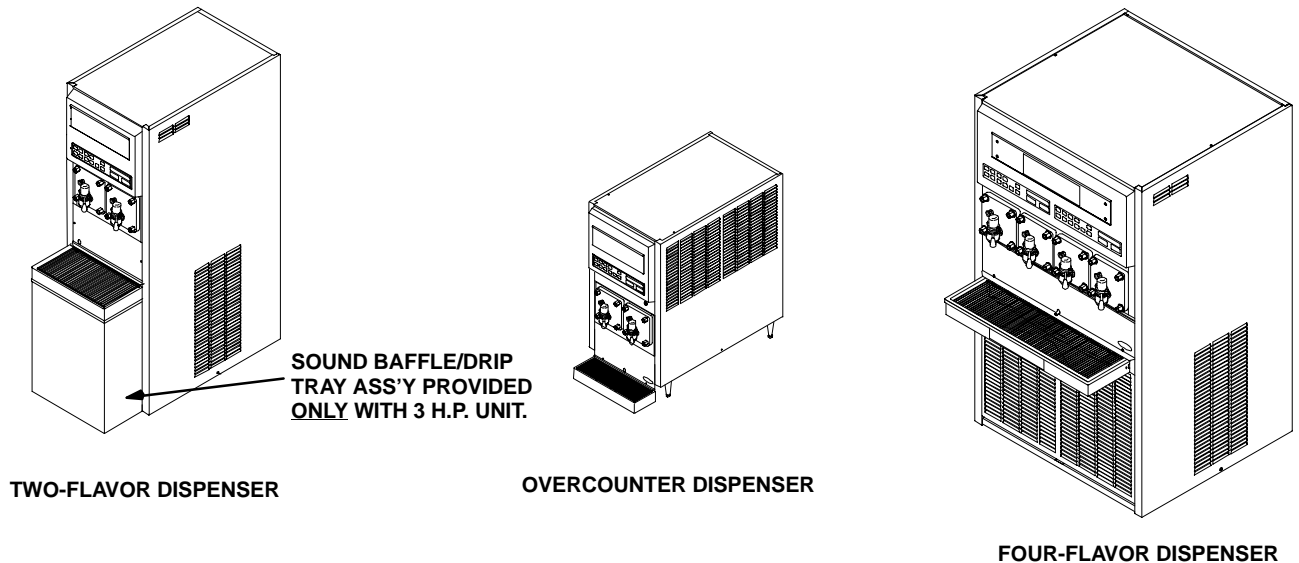 SOUND BAFFLE/DRIP
TRAY ASS'Y PROVIDED
ONLY WITH 3 H.P. UNIT.
TWO-FLAVOR DISPENSER
OVERCOUNTER DISPENSER
FOUR-FLAVOR DISPENSER